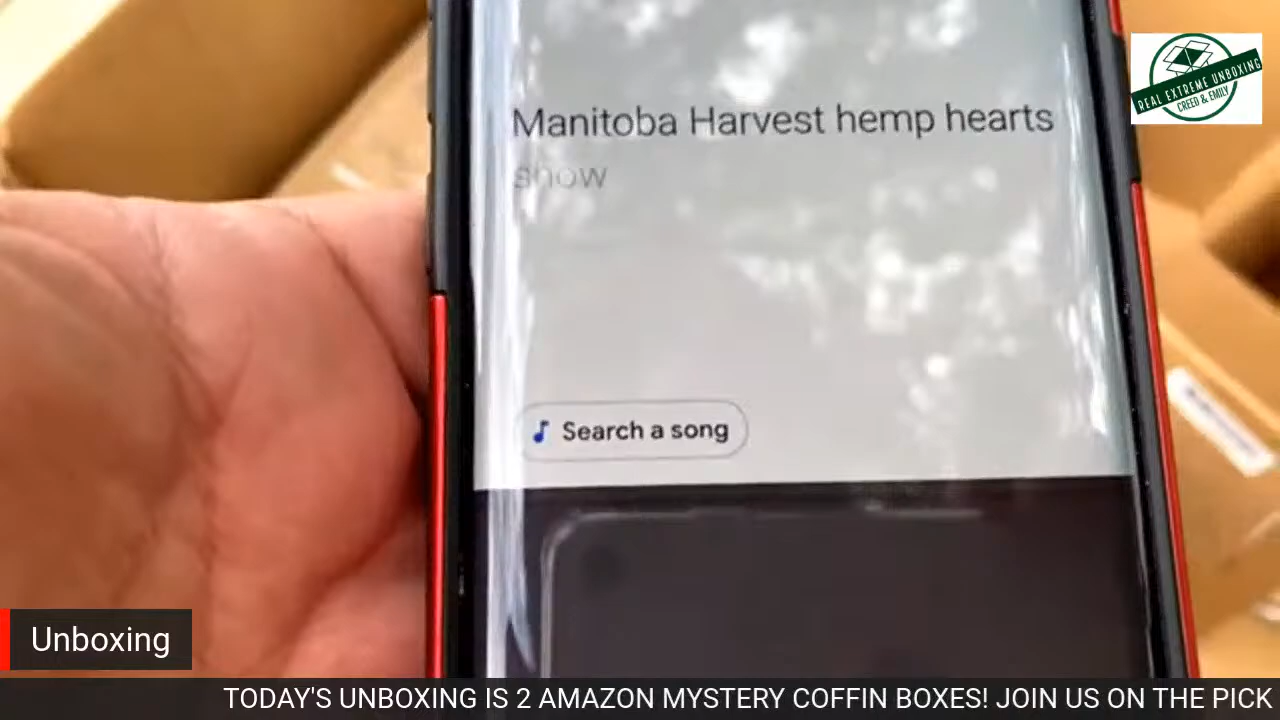 Manitoba Harvest hemp hearts
show
Search a song
REAL EXTREME UNBOXING
CREED & EMILY
Unboxing
TODAY'S UNBOXING IS 2 AMAZON MYSTERY COFFIN BOXES! JOIN US ON THE PICK